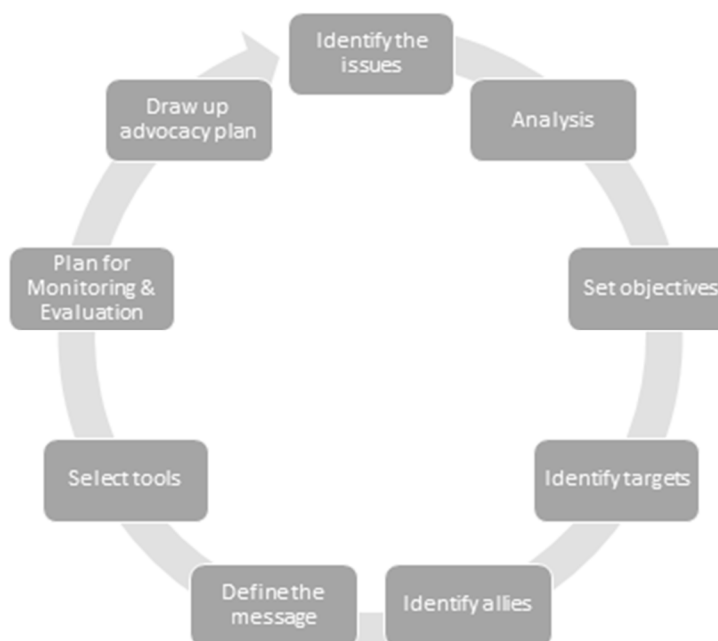 Identify the
issues
Analysis
Set objectives
Identify targets
Identify allies
Define the
message
Select tools
Plan for
Monitoring &
Evaluation
Draw up
advocacy plan